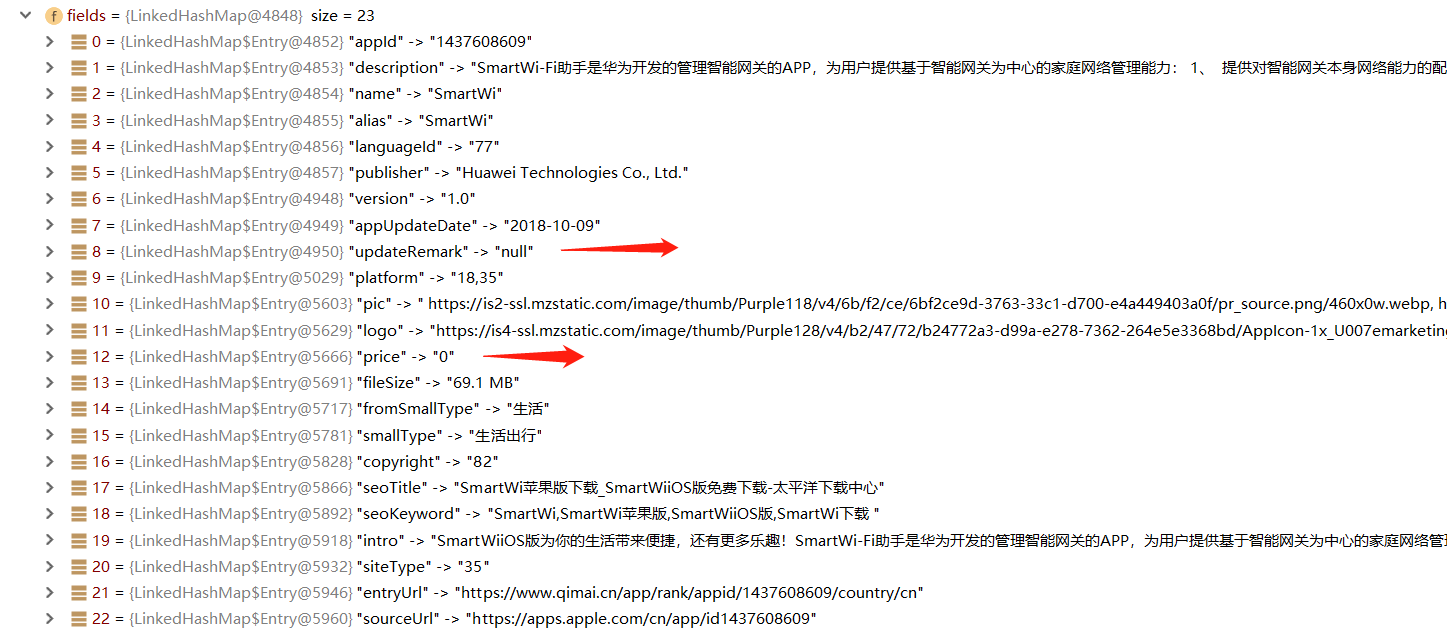 fields = {LinkedHashMap@4848} size = 23
0 = {LinkedHashMap$Entry@4852} "appId" -> "1437608609"
1 = {LinkedHashMap$Entry@4853} "description" -> "SmartWi-Fi助手是华为开发的管理智能网关的APP，为用户提供基于智能网关为中心的家庭网络管理能力： 1、 提供对智能网关本身网络能力的配
2 = {LinkedHashMap$Entry@4854} "name" -> "SmartWi"
3 = {LinkedHashMap$Entry@4855} "alias" -> "SmartWi"
4 = {LinkedHashMap$Entry@4856} "languageId" -> "77"
5 = {LinkedHashMap$Entry@4857} "publisher" -> "Huawei Technologies Co., Ltd."
6 = {LinkedHashMap$Entry@4948} "version" -> "1.0"
7 = {LinkedHashMap$Entry@4949} "appUpdateDate" -> "2018-10-09"
8 = {LinkedHashMap$Entry@4950} "updateRemark" -> "null"
9 = {LinkedHashMap$Entry@5029} "platform" -> "18,35"
10 = {LinkedHashMap$Entry@5603} "pic" -> " https://is2-ssl.mzstatic.com/image/thumb/Purple118/v4/6b/f2/ce/6bf2ce9d-3763-33c1-d700-e4a449403a0f/pr_source.png/460x0w.webp, h
11 = {LinkedHashMap$Entry@5629} "logo" -> "https://is4-ssl.mzstatic.com/image/thumb/Purple128/v4/b2/47/72/b24772a3-d99a-e278-7362-264e5e3368bd/AppIcon-1x_U007emarketing
12 = {LinkedHashMap$Entry@5666} "price" -> "0"
13 = {LinkedHashMap$Entry@5691} "fileSize" -> "69.1 MB"
14 = {LinkedHashMap$Entry@5717} "fromSmallType" -> "生活"
15 = {LinkedHashMap$Entry@5781} "smallType" -> "生活出行"
16 = {LinkedHashMap$Entry@5828} "copyright" -> "82"
17 = {LinkedHashMap$Entry@5866} "seoTitle" -> "SmartWi苹果版下载_SmartWiiOS版免费下载-太平洋下载中心"
18 = {LinkedHashMap$Entry@5892} "seoKeyword" -> "SmartWi,SmartWi苹果版,SmartWiiOS版,SmartWi下载 "
19 = {LinkedHashMap$Entry@5918} "intro" -> "SmartWiiOS版为你的生活带来便捷，还有更多乐趣！SmartWi-Fi助手是华为开发的管理智能网关的APP，为用户提供基于智能网关为中心的家庭网络管
20 = {LinkedHashMap$Entry@5932} "siteType" -> "35"
21 = {LinkedHashMap$Entry@5946} "entryUrl" -> "https://www.qimai.cn/app/rank/appid/1437608609/country/cn"
22 = {LinkedHashMap$Entry@5960} "sourceUrl" -> "https://apps.apple.com/cn/app/id1437608609"